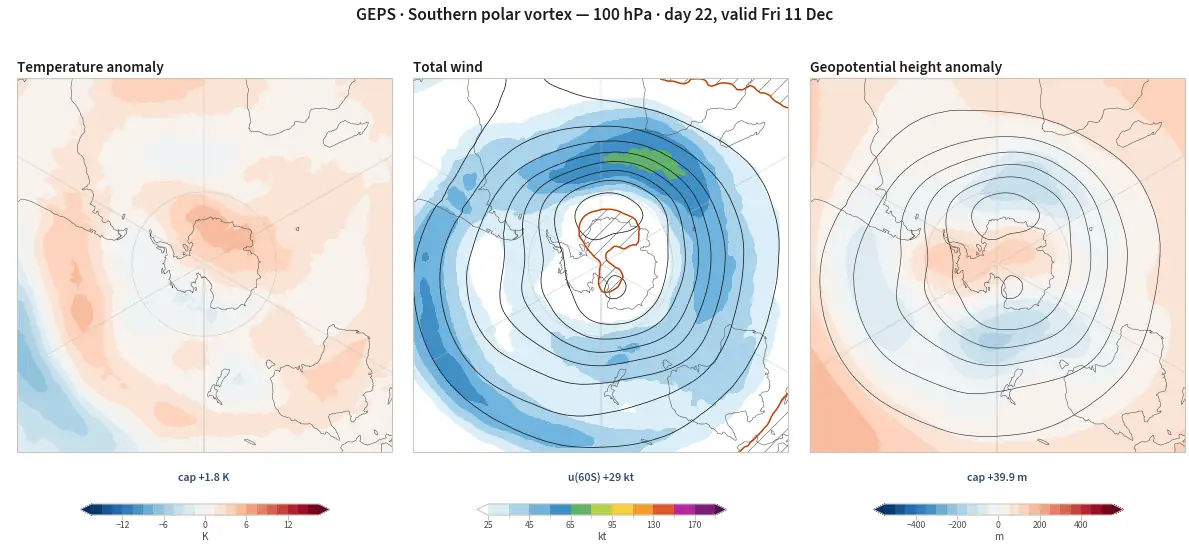 GEPS · Southern polar vortex — 100 hPa · day 22, valid Fri 11 Dec
Temperature anomaly
Total wind
Geopotential height anomaly
cap +1.8 K
u(60S) +29 kt
cap +39.9 m
−12 −6 0 6 12
K
25 45 65 95 130 170
kt
−400 −200 0 200 400
m